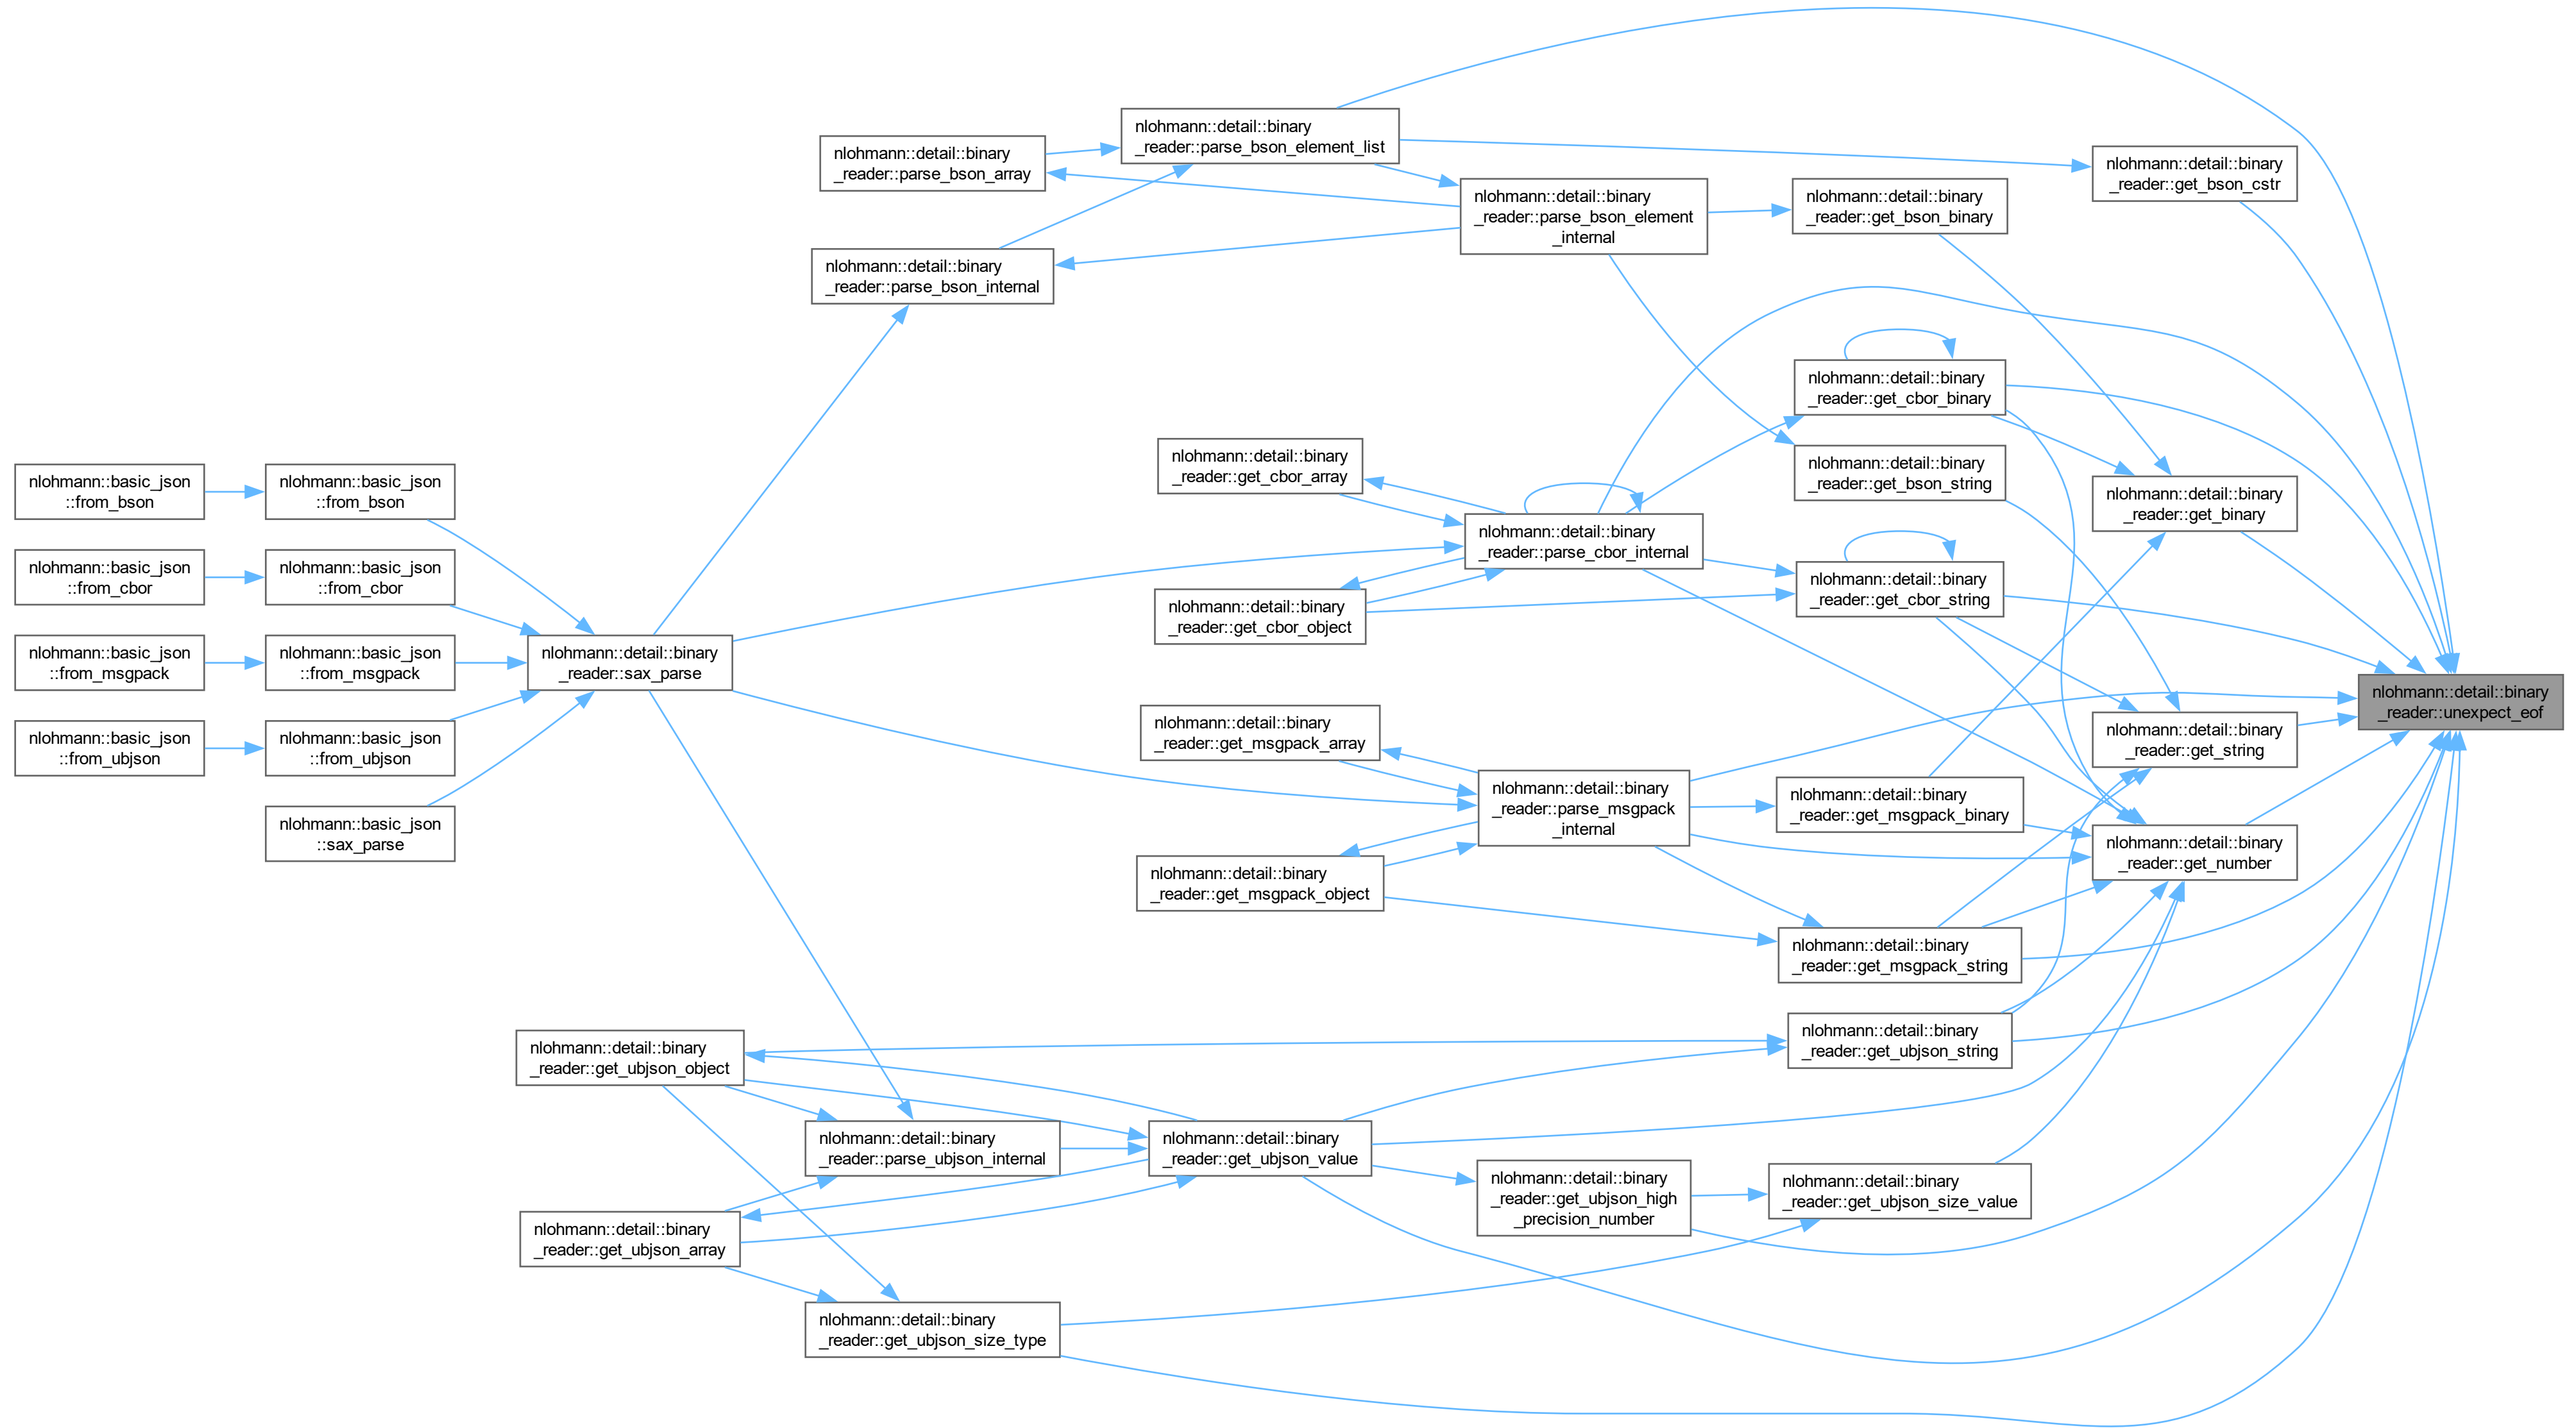 nlohmann::basic_json
::from_bson
nlohmann::basic_json
::from_cbor
nlohmann::basic_json
::from_msgpack
nlohmann::basic_json
::from_ubjson
nlohmann::basic_json
::from_bson
nlohmann::basic_json
::from_cbor
nlohmann::basic_json
::from_msgpack
nlohmann::basic_json
::from_ubjson
nlohmann::basic_json
::sax_parse
nlohmann::detail::binary
_reader::sax_parse
nlohmann::detail::binary
_reader::get_ubjson_object
nlohmann::detail::binary
_reader::get_ubjson_array
nlohmann::detail::binary
_reader::parse_bson_array
nlohmann::detail::binary
_reader::parse_bson_internal
nlohmann::detail::binary
_reader::parse_ubjson_internal
nlohmann::detail::binary
_reader::get_ubjson_size_type
nlohmann::detail::binary
_reader::parse_bson_element_list
nlohmann::detail::binary
_reader::get_cbor_array
nlohmann::detail::binary
_reader::get_cbor_object
nlohmann::detail::binary
_reader::get_msgpack_array
nlohmann::detail::binary
_reader::get_msgpack_object
nlohmann::detail::binary
_reader::get_ubjson_value
nlohmann::detail::binary
_reader::parse_bson_element
_internal
nlohmann::detail::binary
_reader::parse_cbor_internal
nlohmann::detail::binary
_reader::parse_msgpack
_internal
nlohmann::detail::binary
_reader::get_ubjson_high
_precision_number
nlohmann::detail::binary
_reader::get_bson_binary
nlohmann::detail::binary
_reader::get_cbor_binary
nlohmann::detail::binary
_reader::get_bson_string
nlohmann::detail::binary
_reader::get_cbor_string
nlohmann::detail::binary
_reader::get_msgpack_binary
nlohmann::detail::binary
_reader::get_msgpack_string
nlohmann::detail::binary
_reader::get_ubjson_string
nlohmann::detail::binary
_reader::get_ubjson_size_value
nlohmann::detail::binary
_reader::get_bson_cstr
nlohmann::detail::binary
_reader::get_binary
nlohmann::detail::binary
_reader::get_string
nlohmann::detail::binary
_reader::get_number
nlohmann::detail::binary
_reader::unexpect_eof